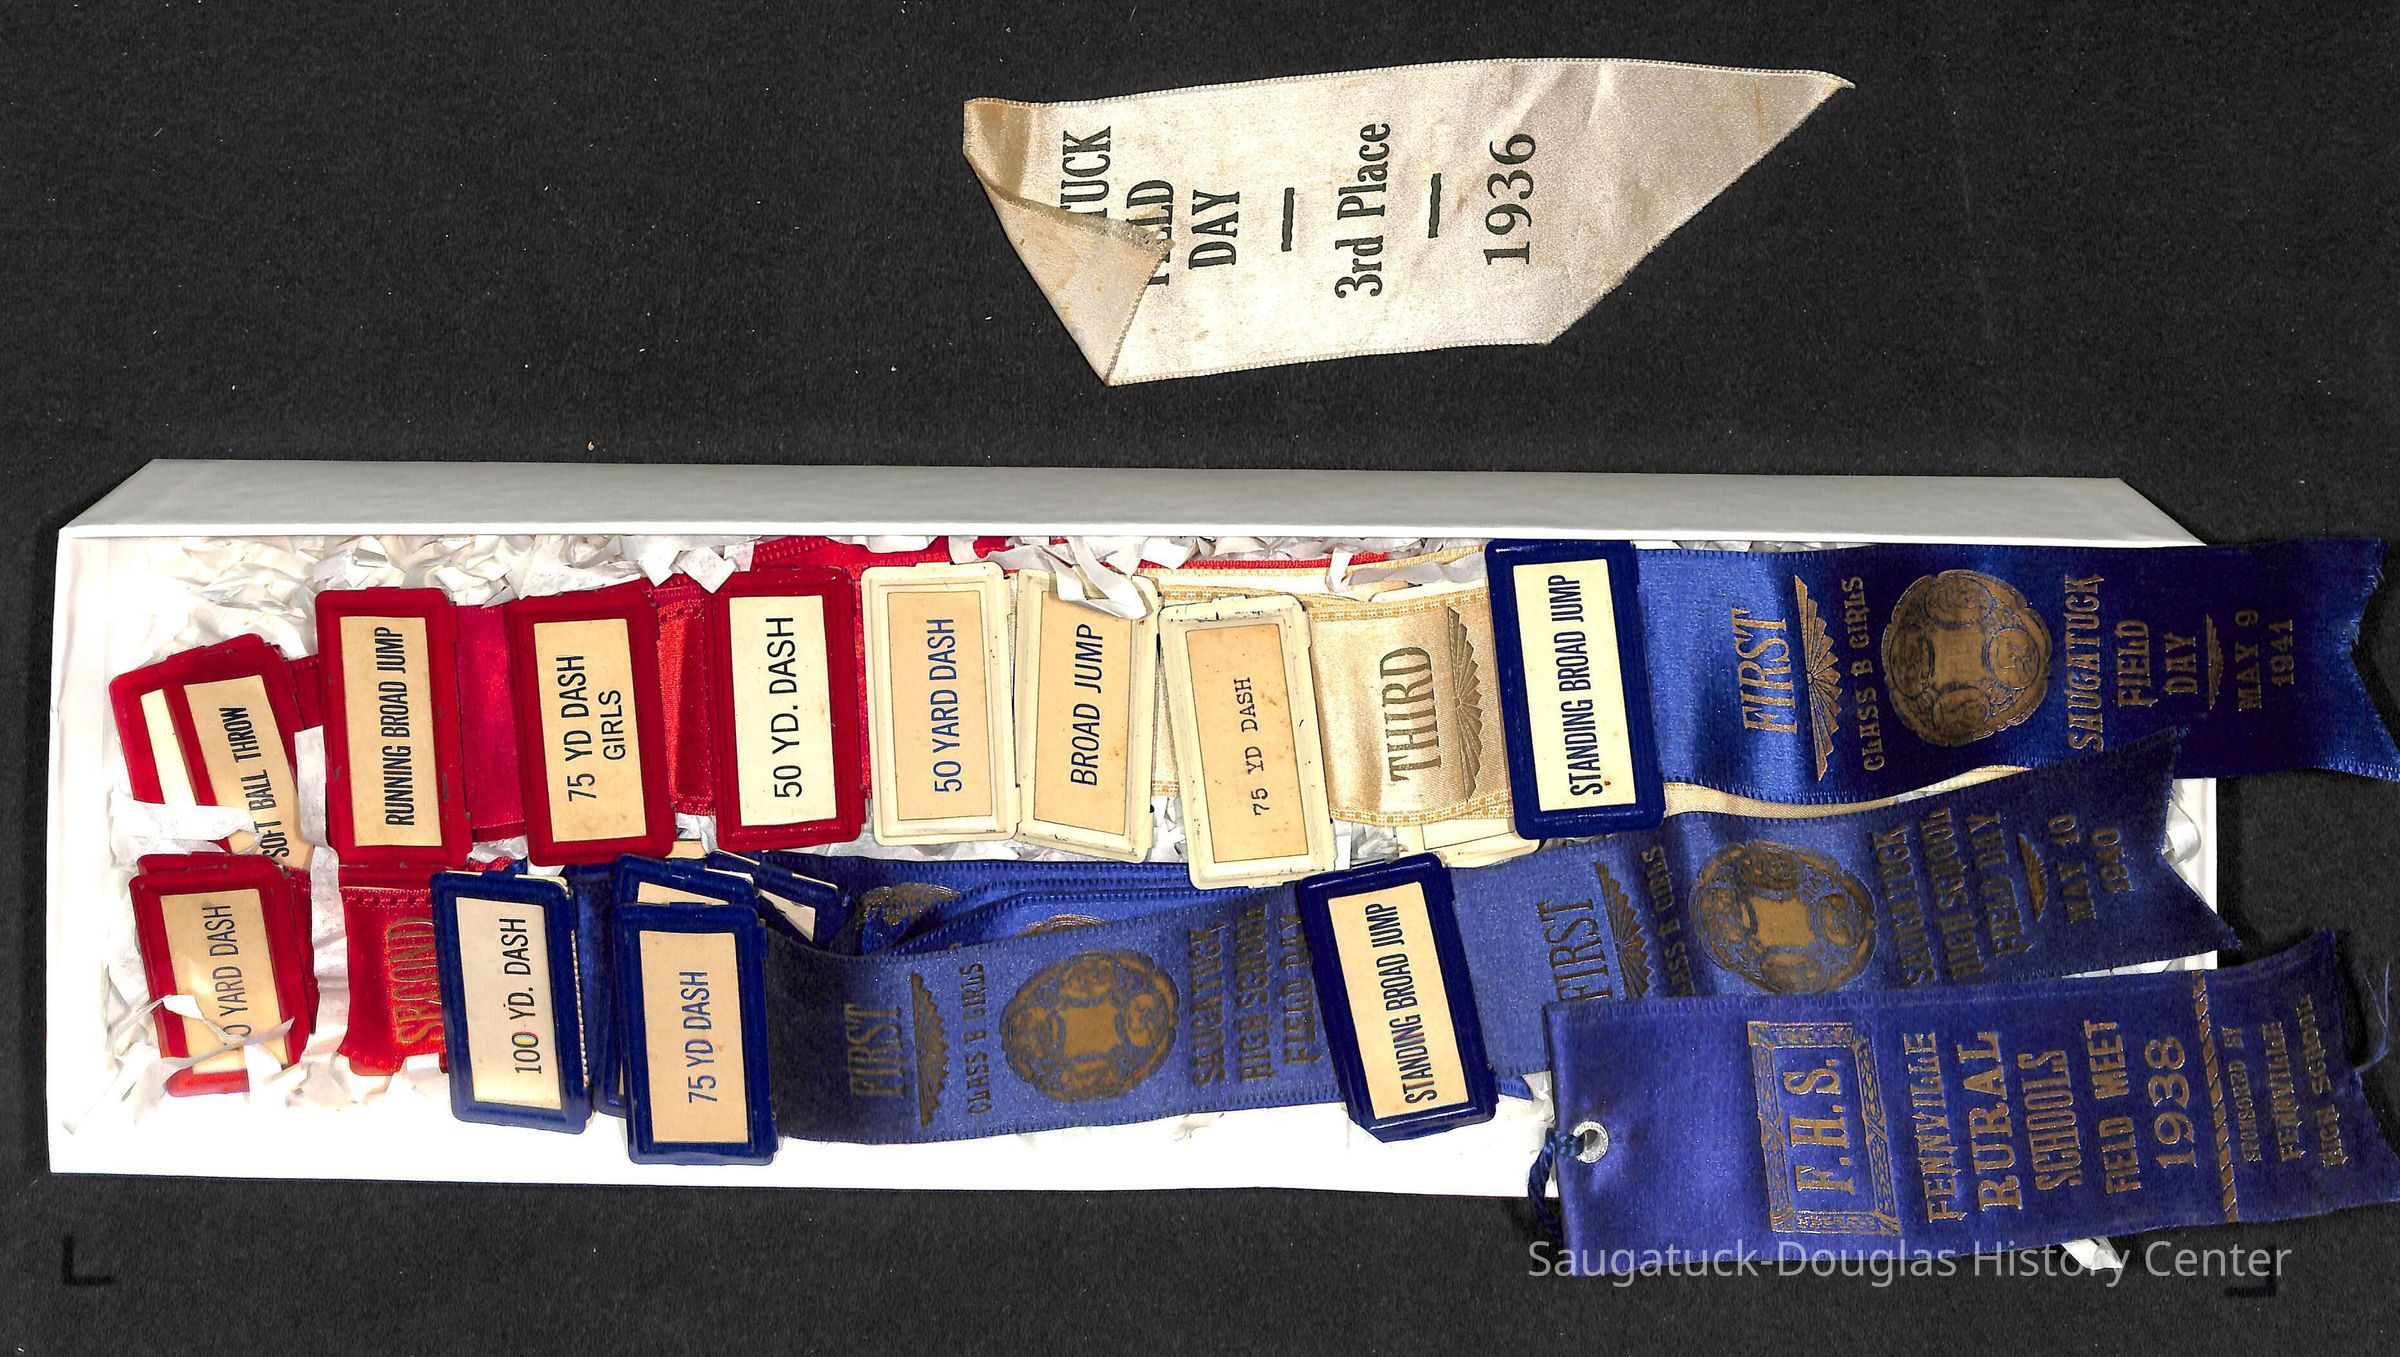 TUCK
FIELD
DAY
3rd Place
1936
SOFT BALL THROW
RUNNING BROAD JUMP
75 YD DASH
GIRLS
50 YD. DASH
50 YARD DASH
BROAD JUMP
75 YD DASH
THIRD
STANDING BROAD JUMP
FIRST
CLASS B GIRLS
SAUGATUCK
FIELD
DAY
MAY 9
1941
0 YARD DASH
SECOND
100 YD. DASH
75 YD DASH
FIRST
CLASS B GIRLS
SAUGATUCK
HIGH SCHOOL
FIELD DAY
STANDING BROAD JUMP
FIRST
ASS B GIRLS
SAUGATUCK
HIGH SCHOOL
FIELD DAY
MAY 10
1940
F.H.S.
FENNVILLE
RURAL
SCHOOLS
FIELD MEET
1938
SPONSORED BY
FENNVILLE
HIGH SCHOOL
Saugatuck-Douglas History Center